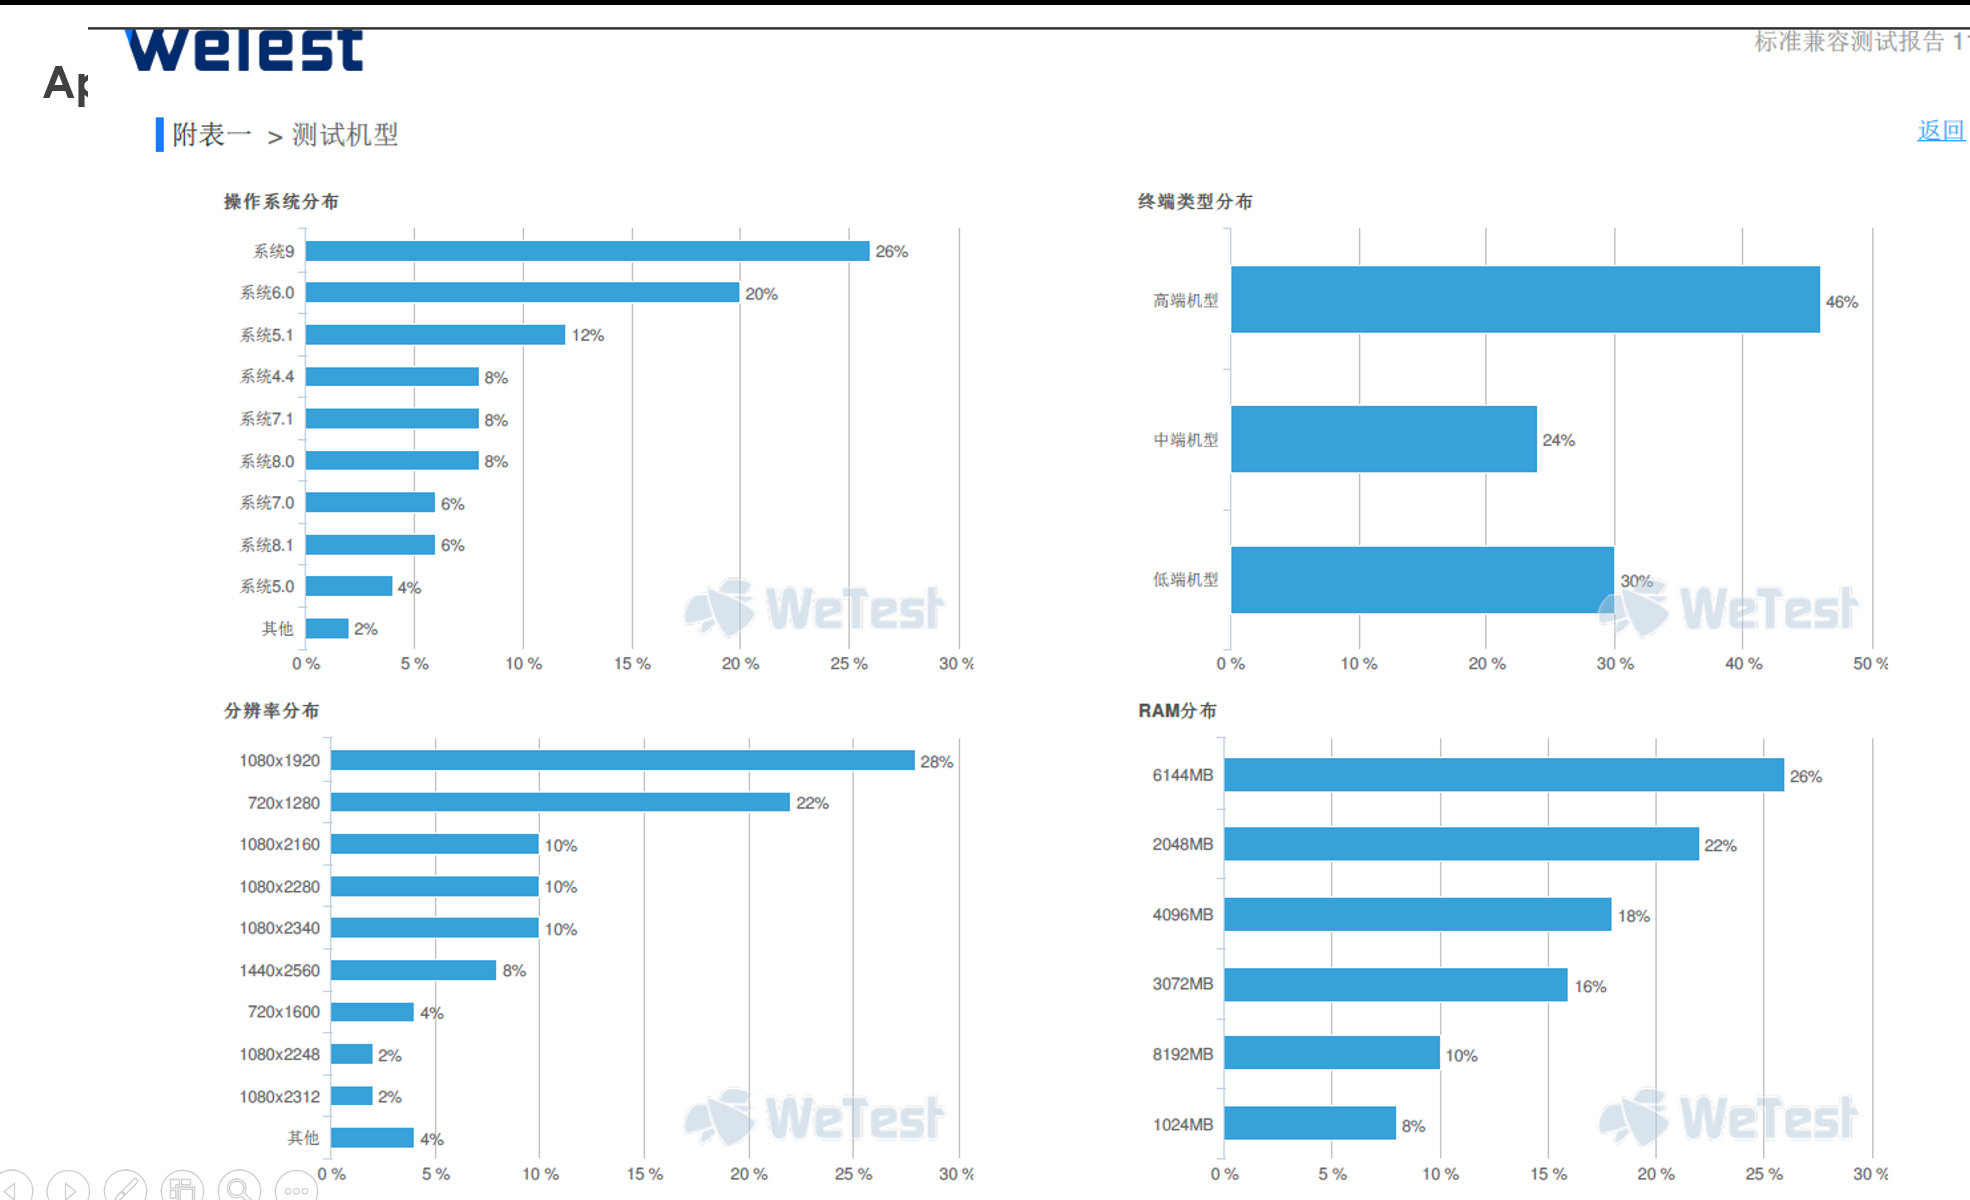 WeTest
标准兼容测试报告 1
Ap
附表一 > 测试机型
返回
操作系统分布
系统9 26%
系统6.0 20%
系统5.1 12%
系统4.4 8%
系统7.1 8%
系统8.0 8%
系统7.0 6%
系统8.1 6%
系统5.0 4%
其他 2%
WeTest
0 % 5 % 10 % 15 % 20 % 25 % 30 %
终端类型分布
高端机型 46%
中端机型 24%
低端机型 30%
WeTest
0 % 10 % 20 % 30 % 40 % 50 %
分辨率分布
1080x1920 28%
720x1280 22%
1080x2160 10%
1080x2280 10%
1080x2340 10%
1440x2560 8%
720x1600 4%
1080x2248 2%
1080x2312 2%
其他 4%
WeTest
0 % 5 % 10 % 15 % 20 % 25 % 30 %
RAM分布
6144MB 26%
2048MB 22%
4096MB 18%
3072MB 16%
8192MB 10%
1024MB 8%
WeTest
0 % 5 % 10 % 15 % 20 % 25 % 30 %